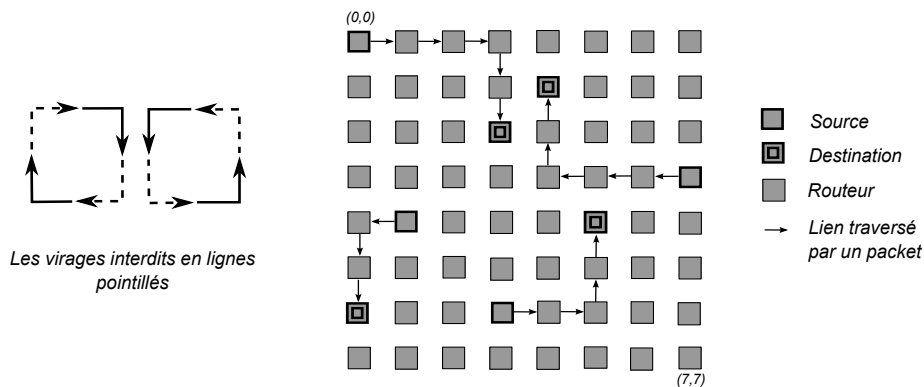 (0,0)
Les virages interdits en lignes
pointillés
Source
Destination
Routeur
Lien traversé
par un packet
(7,7)